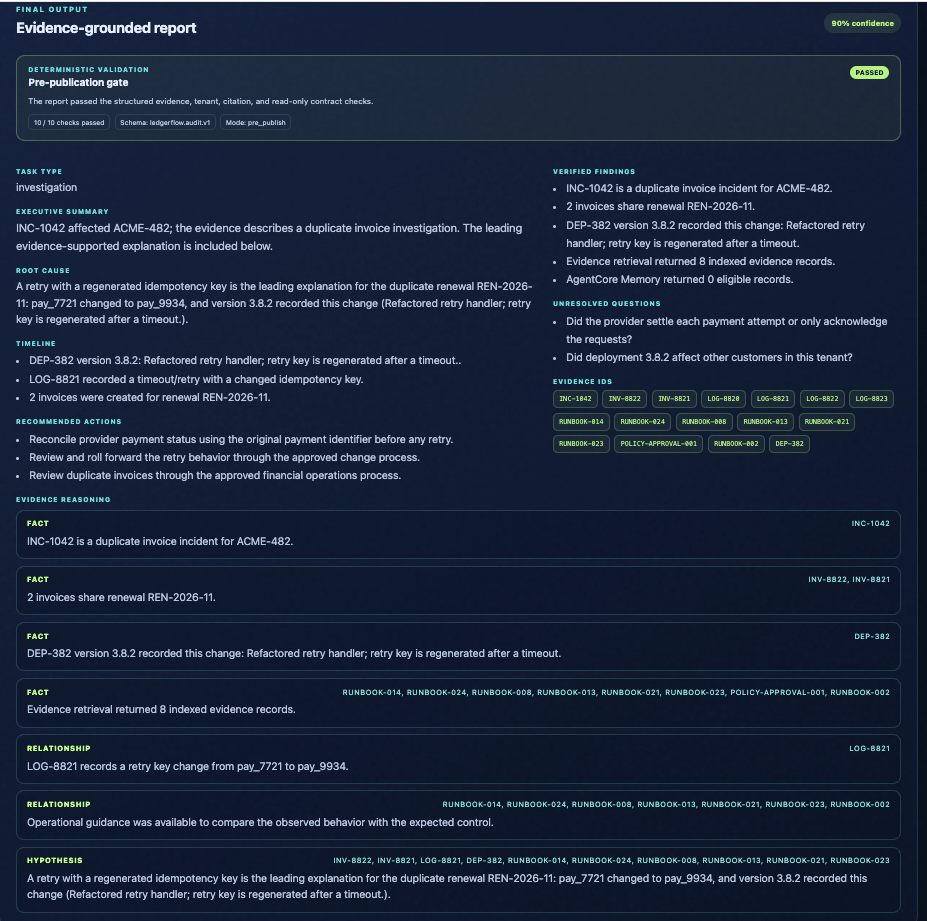 FINAL OUTPUT
Evidence-grounded report
90% confidence
DETERMINISTIC VALIDATION
Pre-publication gate
PASSED
The report passed the structured evidence, tenant, citation, and read-only contract checks.
10 / 10 checks passed
Schema: ledgerflow.audit.v1
Mode: pre_publish
TASK TYPE
investigation
EXECUTIVE SUMMARY
INC-1042 affected ACME-482; the evidence describes a duplicate invoice investigation. The leading
evidence-supported explanation is included below.
ROOT CAUSE
A retry with a regenerated idempotency key is the leading explanation for the duplicate renewal REN-2026-
11: pay_7721 changed to pay_9934, and version 3.8.2 recorded this change (Refactored retry handler; retry
key is regenerated after a timeout.).
TIMELINE
• DEP-382 version 3.8.2: Refactored retry handler; retry key is regenerated after a timeout..
• LOG-8821 recorded a timeout/retry with a changed idempotency key.
• 2 invoices were created for renewal REN-2026-11.
RECOMMENDED ACTIONS
• Reconcile provider payment status using the original payment identifier before any retry.
• Review and roll forward the retry behavior through the approved change process.
• Review duplicate invoices through the approved financial operations process.
VERIFIED FINDINGS
• INC-1042 is a duplicate invoice incident for ACME-482.
• 2 invoices share renewal REN-2026-11.
• DEP-382 version 3.8.2 recorded this change: Refactored retry
handler; retry key is regenerated after a timeout.
• Evidence retrieval returned 8 indexed evidence records.
• AgentCore Memory returned 0 eligible records.
UNRESOLVED QUESTIONS
• Did the provider settle each payment attempt or only acknowledge
the requests?
• Did deployment 3.8.2 affect other customers in this tenant?
EVIDENCE IDS
INC-1042 INV-8822 INV-8821 LOG-8820 LOG-8821 LOG-8822 LOG-8823
RUNBOOK-014 RUNBOOK-024 RUNBOOK-008 RUNBOOK-013 RUNBOOK-021
RUNBOOK-023 POLICY-APPROVAL-001 RUNBOOK-002 DEP-382
EVIDENCE REASONING
FACT
INC-1042
INC-1042 is a duplicate invoice incident for ACME-482.
FACT
INV-8822, INV-8821
2 invoices share renewal REN-2026-11.
FACT
DEP-382
DEP-382 version 3.8.2 recorded this change: Refactored retry handler; retry key is regenerated after a timeout.
FACT
RUNBOOK-014, RUNBOOK-024, RUNBOOK-008, RUNBOOK-013, RUNBOOK-021, RUNBOOK-023, POLICY-APPROVAL-001, RUNBOOK-002
Evidence retrieval returned 8 indexed evidence records.
RELATIONSHIP
LOG-8821
LOG-8821 records a retry key change from pay_7721 to pay_9934.
RELATIONSHIP
RUNBOOK-014, RUNBOOK-024, RUNBOOK-008, RUNBOOK-013, RUNBOOK-021, RUNBOOK-023, RUNBOOK-002
Operational guidance was available to compare the observed behavior with the expected control.
HYPOTHESIS
INV-8822, INV-8821, LOG-8821, DEP-382, RUNBOOK-014, RUNBOOK-024, RUNBOOK-008, RUNBOOK-013, RUNBOOK-021, RUNBOOK-023
A retry with a regenerated idempotency key is the leading explanation for the duplicate renewal REN-2026-11: pay_7721 changed to pay_9934, and version 3.8.2 recorded this
change (Refactored retry handler; retry key is regenerated after a timeout.).